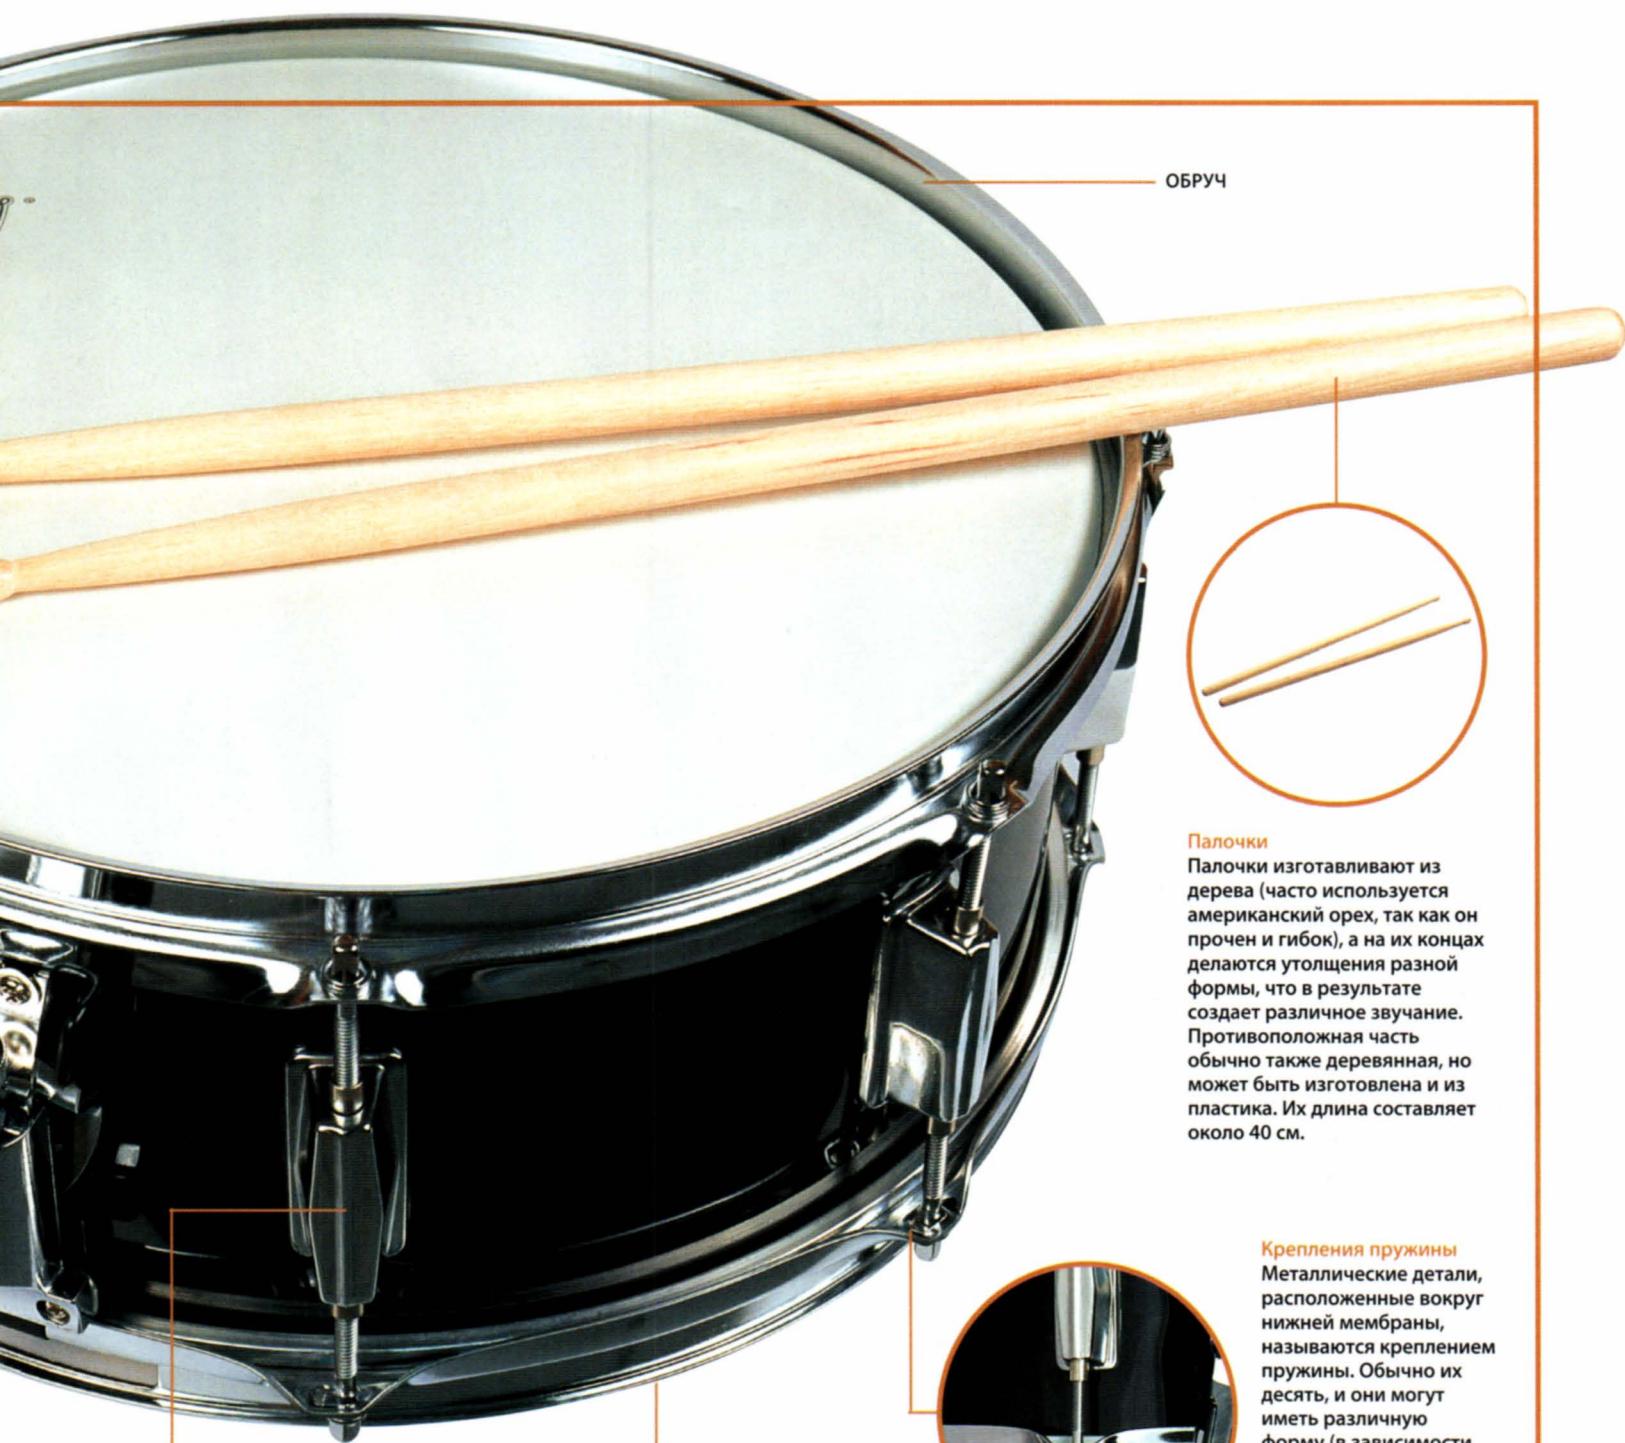 ОБРУЧ
Палочки
Палочки изготавливают из
дерева (часто используется
американский орех, так как он
прочен и гибок), а на их концах
делаются утолщения разной
формы, что в результате
создает различное звучание.
Противоположная часть
обычно также деревянная, но
может быть изготовлена и из
пластика. Их длина составляет
около 40 см.
Крепления пружины
Металлические детали,
расположенные вокруг
нижней мембраны,
называются креплением
пружины. Обычно их
десять, и они могут
иметь различную
форму (в зависимости